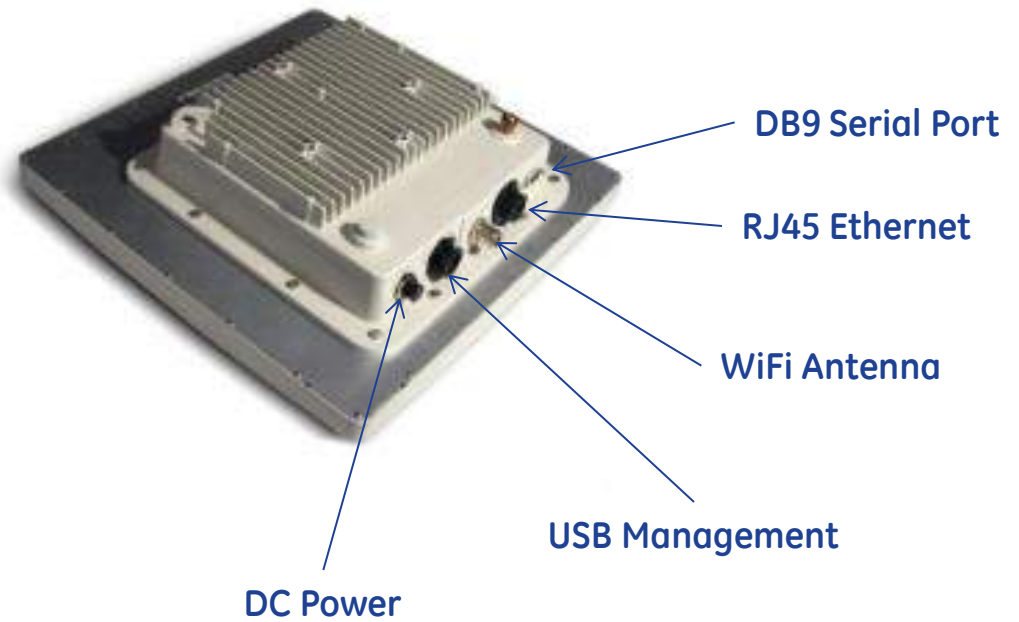 DB9 Serial Port
RJ45 Ethernet
WiFi Antenna
USB Management
DC Power